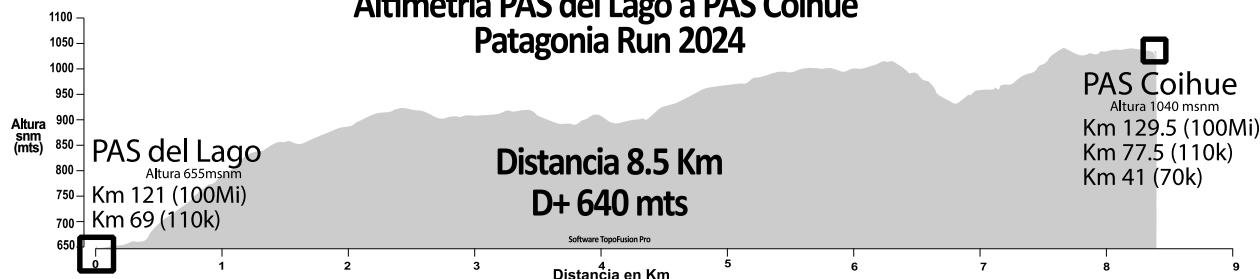 Altimetria PAS del Lago a PAS Coihue
Patagonia Run 2024
1100
1050
1000
950
900
850
800
750
700
650
Altura
snm
(mts)
PAS del Lago
Altura 655msnm
Km 121 (100Mi)
Km 69 (110k)
Distancia 8.5 Km
D+ 640 mts
Software TopoFusion Pro
PAS Coihue
Altura 1040 msnm
Km 129.5 (100Mi)
Km 77.5 (110k)
Km 41 (70k)
0 1 2 3 4 5 6 7 8 9
Distancia en Km